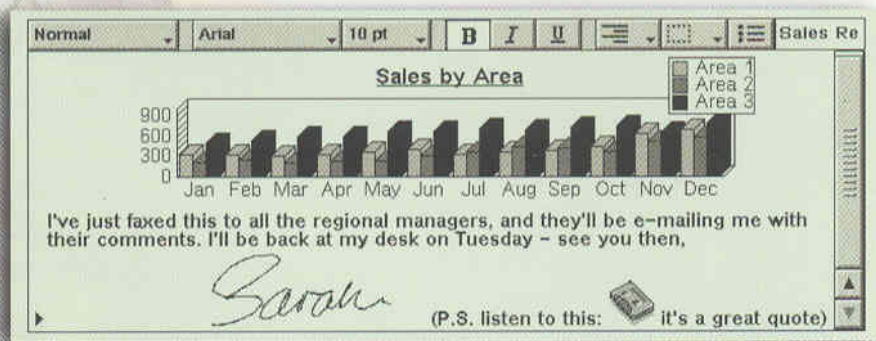 Normal Arial 10 pt B I U Sales Re
Sales by Area
Area 1
Area 2
Area 3
900
600
300
0
Jan Feb Mar Apr May Jun Jul Aug Sep Oct Nov Dec
I've just faxed this to all the regional managers, and they'll be e-mailing me with
their comments. I'll be back at my desk on Tuesday - see you then,
Sarah
(P.S. listen to this: it's a great quote)